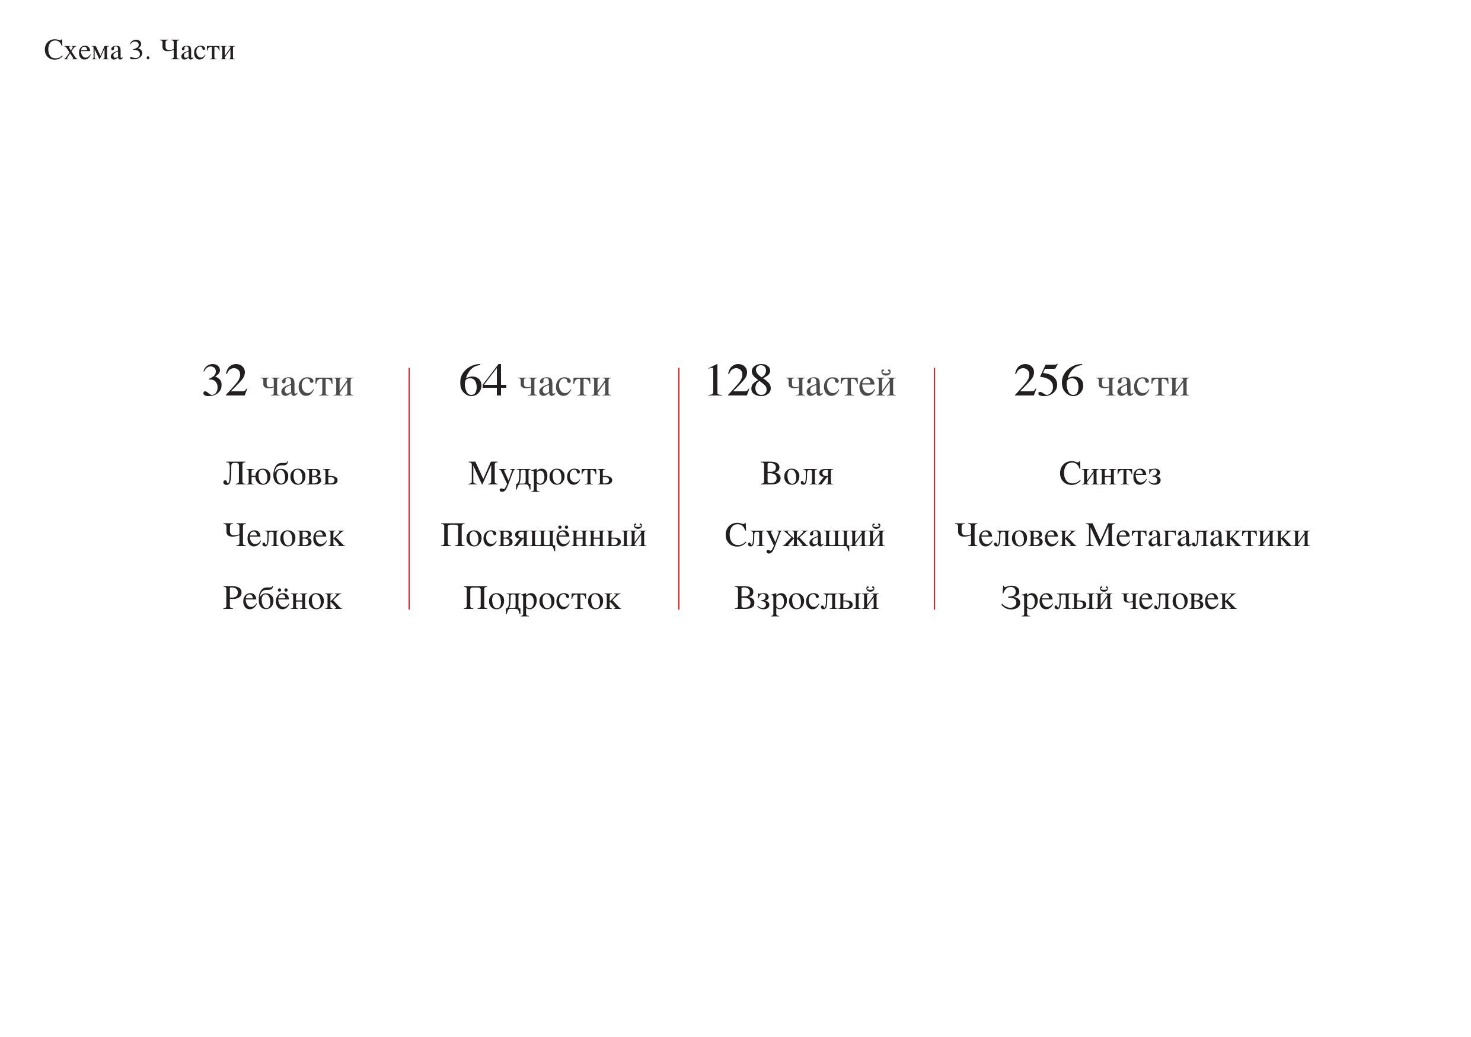 Схема 3. Части
32 части
Любовь
Человек
Ребёнок
64 части
Мудрость
Посвящённый
Подросток
128 частей
Воля
Служащий
Взрослый
256 части
Синтез
Человек Метагалактики
Зрелый человек